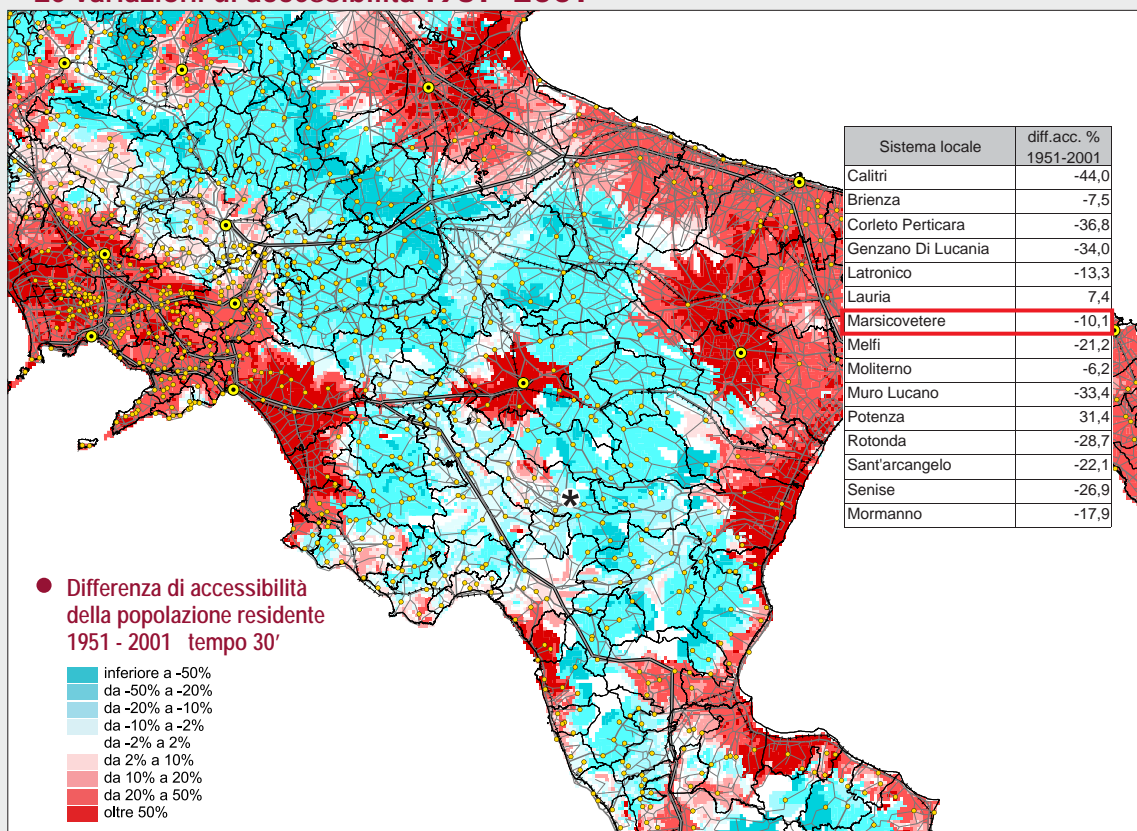 Sistema locale diff.acc. %
1951-2001
Calitri -44,0
Brienza -7,5
Corleto Perticara -36,8
Genzano Di Lucania -34,0
Latronico -13,3
Lauria 7,4
Marsicovetere -10,1
Melfi -21,2
Moliterno -6,2
Muro Lucano -33,4
Potenza 31,4
Rotonda -28,7
Sant'arcangelo -22,1
Senise -26,9
Mormanno -17,9
*
● Differenza di accessibilità
della popolazione residente
1951 - 2001 tempo 30'
inferiore a -50%
da -50% a -20%
da -20% a -10%
da -10% a -2%
da -2% a 2%
da 2% a 10%
da 10% a 20%
da 20% a 50%
oltre 50%